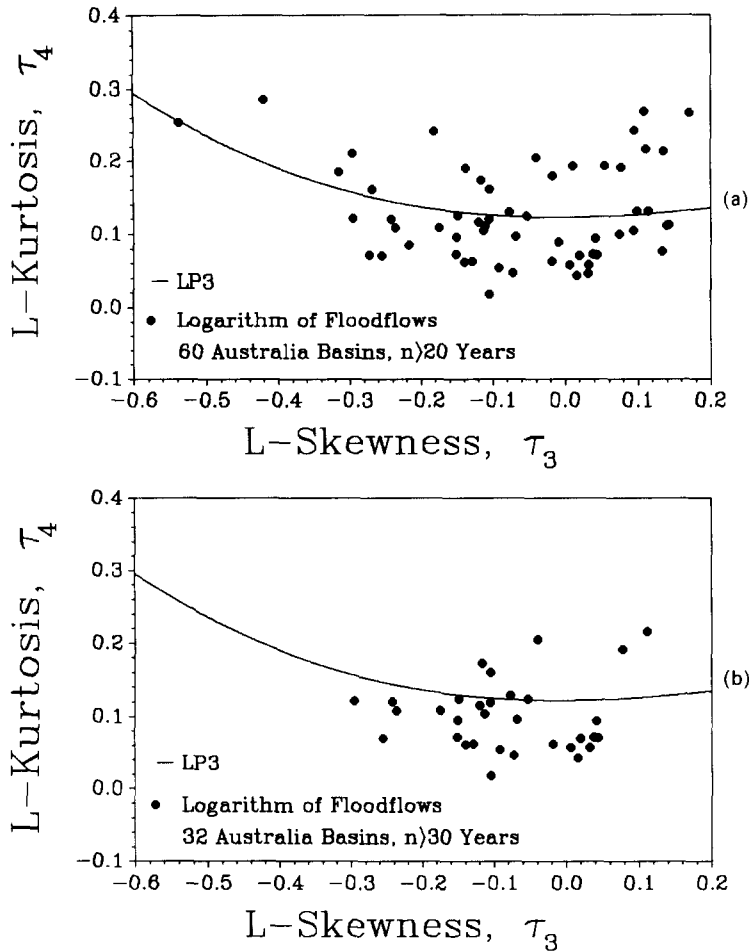 0.4
0.3
0.2
0.1
0.0
−0.1
L−Kurtosis, τ4
— LP3
● Logarithm of Floodflows
60 Australia Basins, n⟩20 Years
−0.6 −0.5 −0.4 −0.3 −0.2 −0.1 0.0 0.1 0.2
L−Skewness, τ3
(a)
0.4
0.3
0.2
0.1
0.0
−0.1
L−Kurtosis, τ4
— LP3
● Logarithm of Floodflows
32 Australia Basins, n⟩30 Years
−0.6 −0.5 −0.4 −0.3 −0.2 −0.1 0.0 0.1 0.2
L−Skewness, τ3
(b)